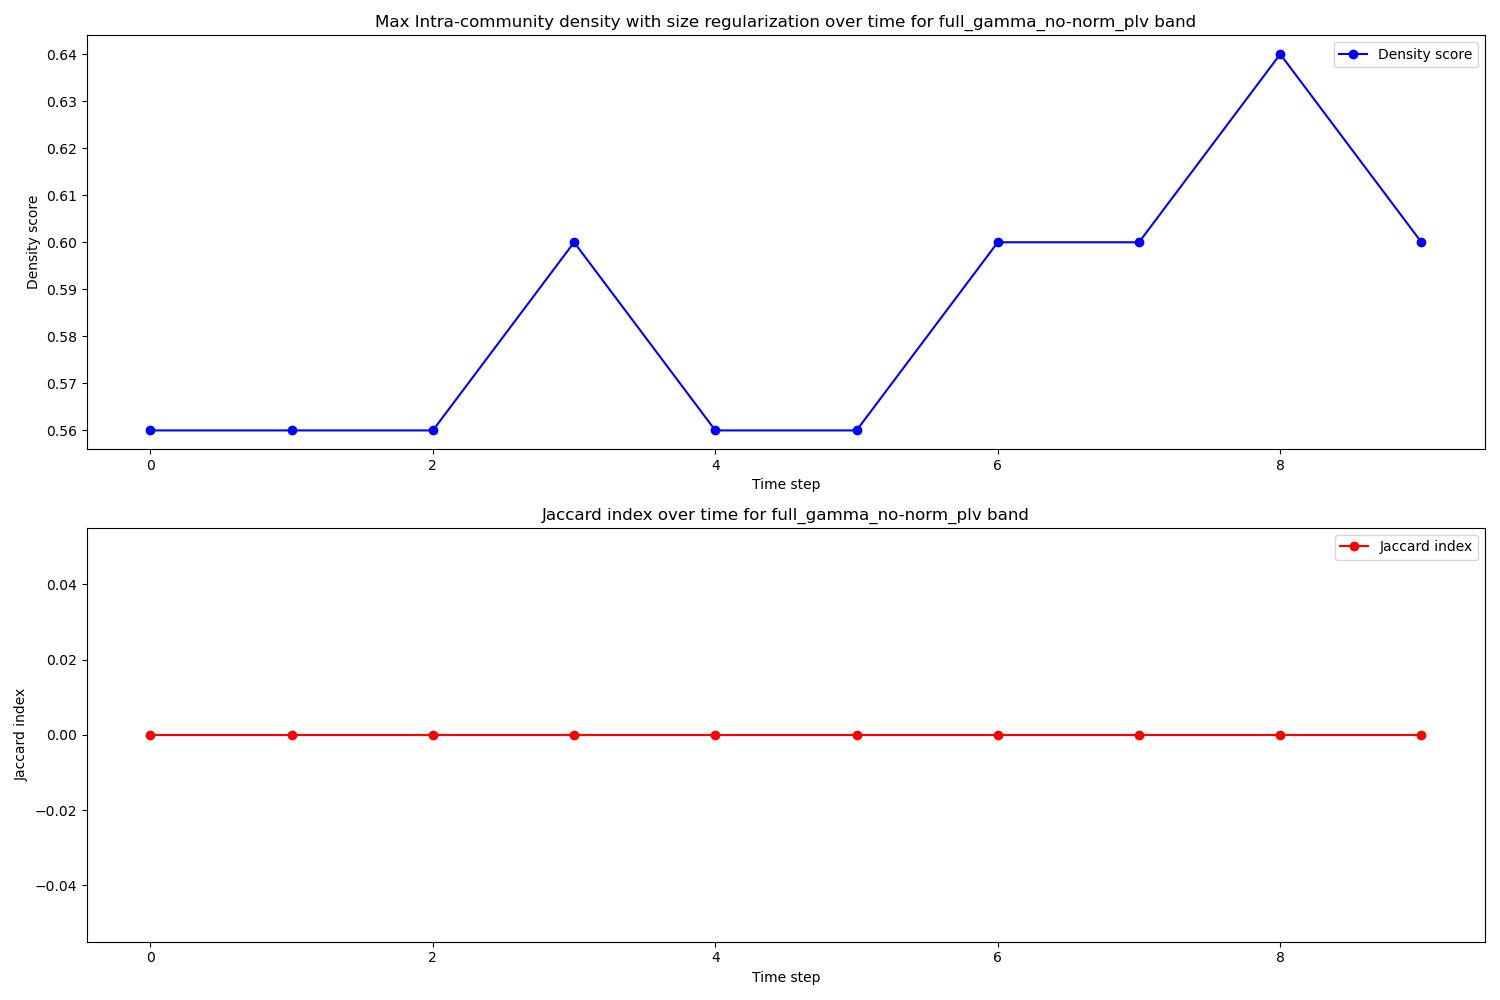 Max Intra-community density with size regularization over time for full_gamma_no-norm_plv band
Density score
0.64
0.63
0.62
0.61
0.60
0.59
0.58
0.57
0.56
Density score
0 2 4 6 8
Time step
Jaccard index over time for full_gamma_no-norm_plv band
Jaccard index
0.04
0.02
0.00
−0.02
−0.04
Jaccard index
0 2 4 6 8
Time step